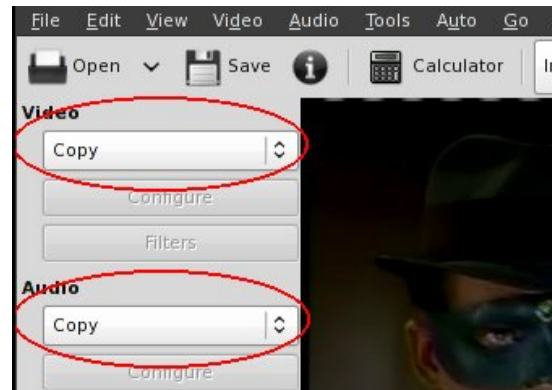 File Edit View Video Audio Tools Auto Go
Open Save Calculator
Video
Copy
Configure
Filters
Audio
Copy
Configure